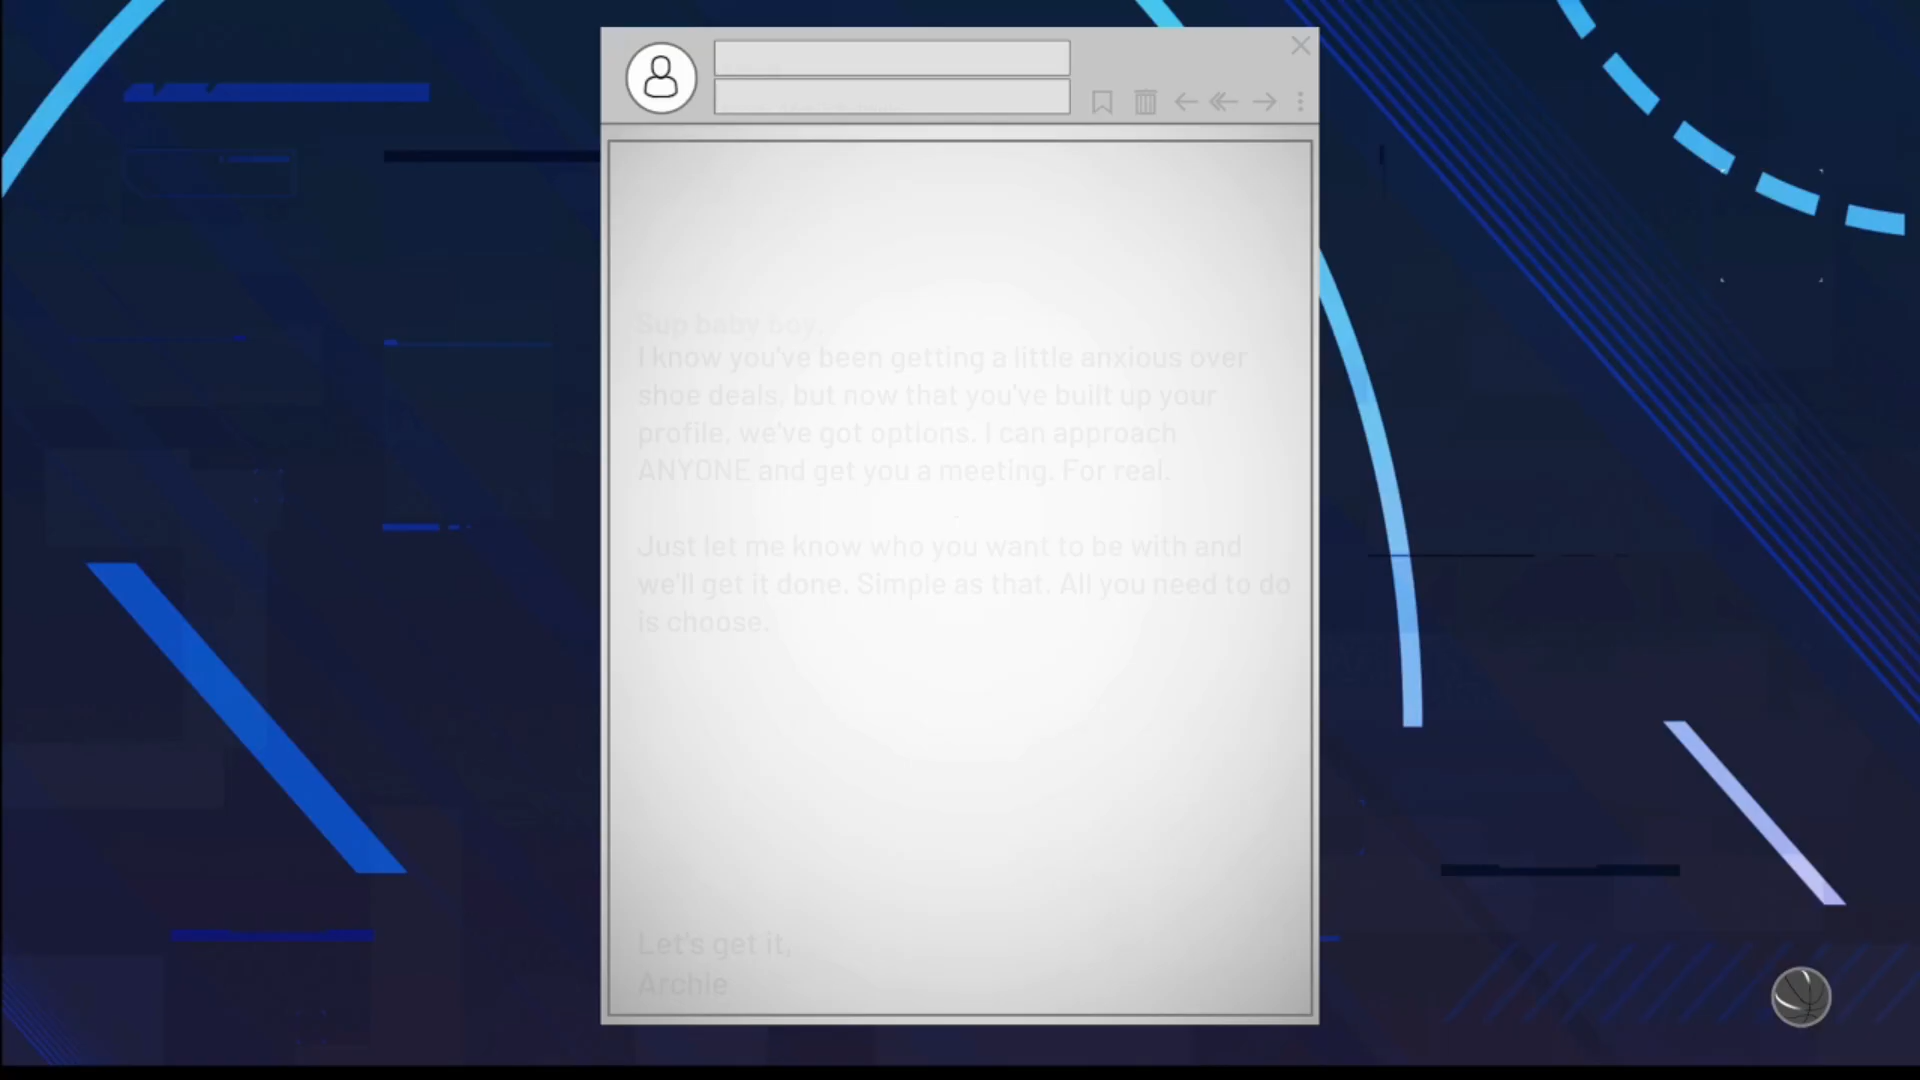 Sup baby boy,
I know you've been getting a little anxious over
shoe deals, but now that you've built up your
profile, we've got options. I can approach
ANYONE and get you a meeting. For real.
Just let me know who you want to be with and
we'll get it done. Simple as that. All you need to do
is choose.
Let's get it,
Archie